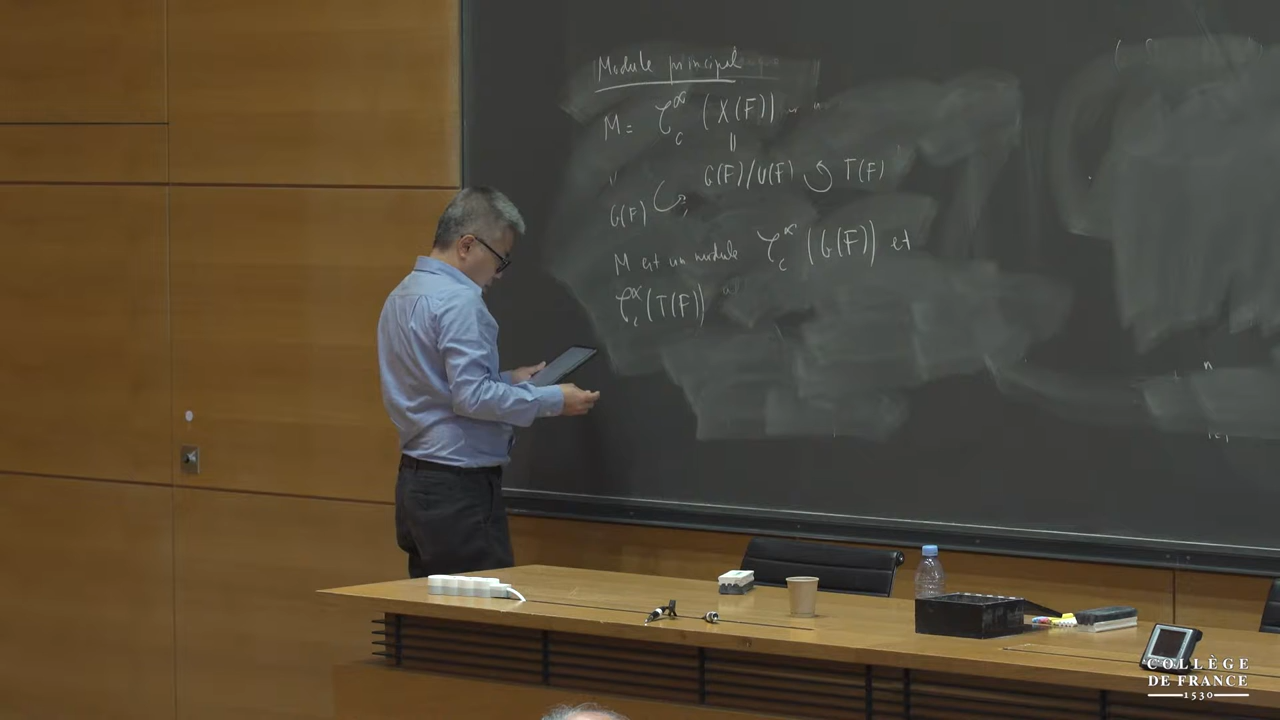 Module principal
M = C_c^∞ (X(F))
||
G(F)/U(F) ↺ T(F)
G(F)
M est un module C_c^∞ (G(F)) et
C_c^∞ (T(F))
COLLÈGE
DE FRANCE
1530